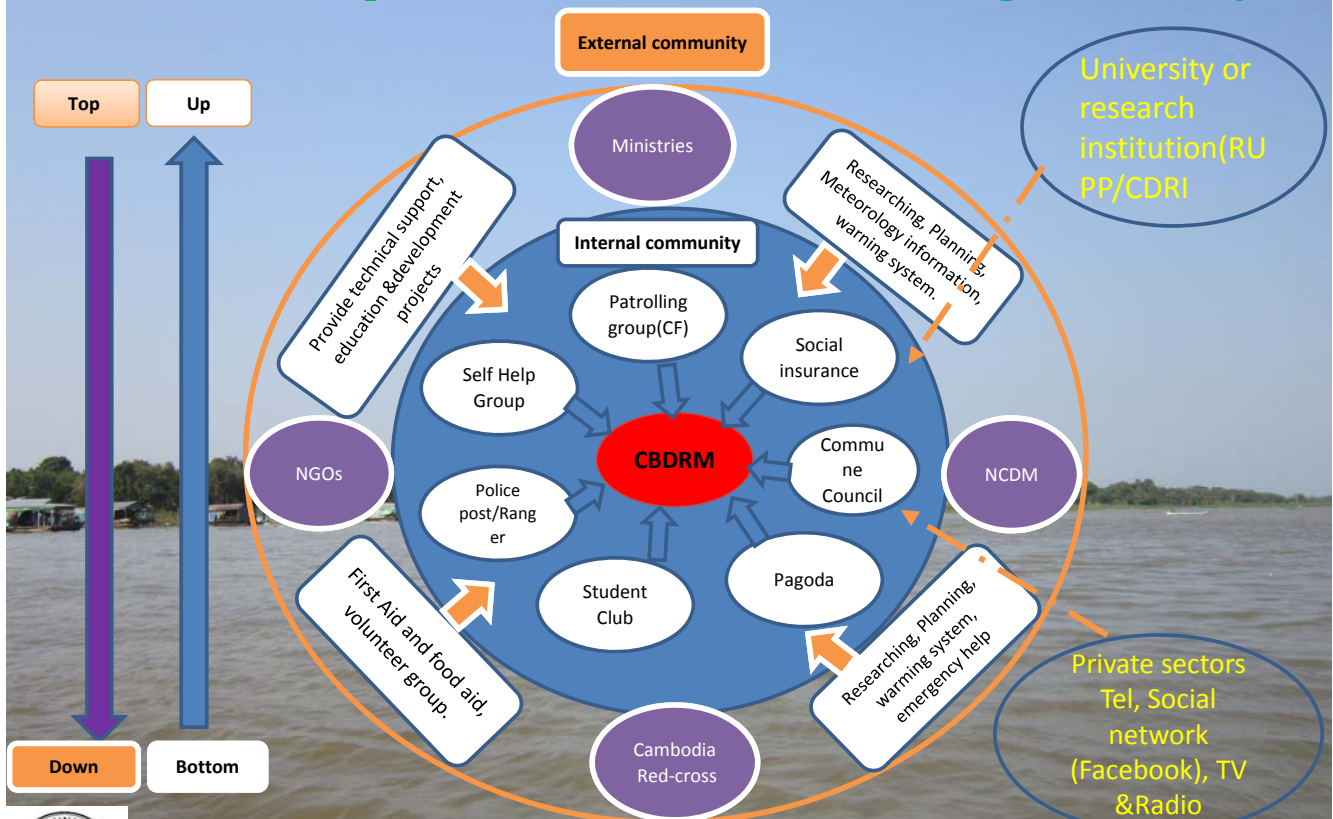 External community
Top
Up
Ministries
University or
research
institution(RU
PP/CDRI
Provide technical support,
education &development
projects
Researching, Planning,
Meteorology information,
warning system.
Internal community
Patrolling
group(CF)
Self Help
Group
Social
insurance
CBDRM
NGOs
Commu
ne
Council
NCDM
Police
post/Rang
er
Student
Club
Pagoda
First Aid and food aid,
volunteer group.
Researching, Planning,
warming system,
emergency help
Private sectors
Tel, Social
network
(Facebook), TV
&Radio
Cambodia
Red-cross
Down
Bottom